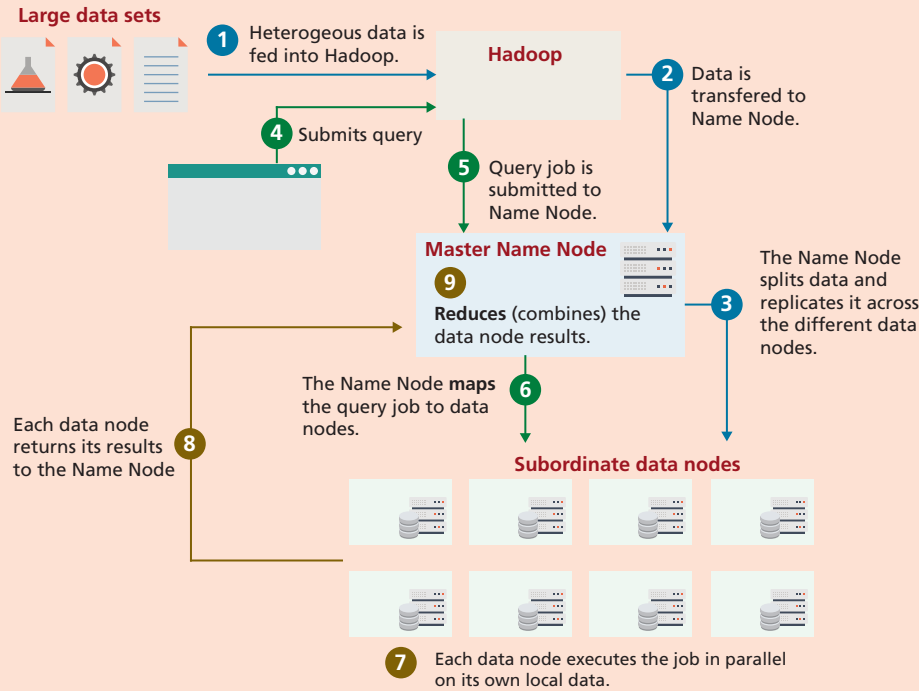 Large data sets
1
Heterogeous data is
fed into Hadoop.
Hadoop
2
Data is
transfered to
Name Node.
4
Submits query
5
Query job is
submitted to
Name Node.
Master Name Node
9
Reduces (combines) the
data node results.
3
The Name Node
splits data and
replicates it across
the different data
nodes.
The Name Node maps
the query job to data
nodes.
6
Each data node
returns its results
to the Name Node
8
Subordinate data nodes
7
Each data node executes the job in parallel
on its own local data.